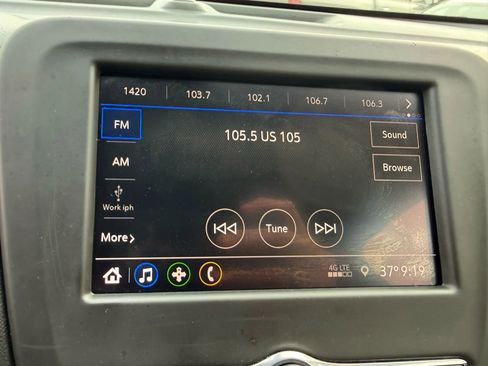 1420 103.7 102.1 106.7 106.3
FM
105.5 US 105
Sound
AM
Browse
Work iph
Tune
More
4G LTE
37° 9:19